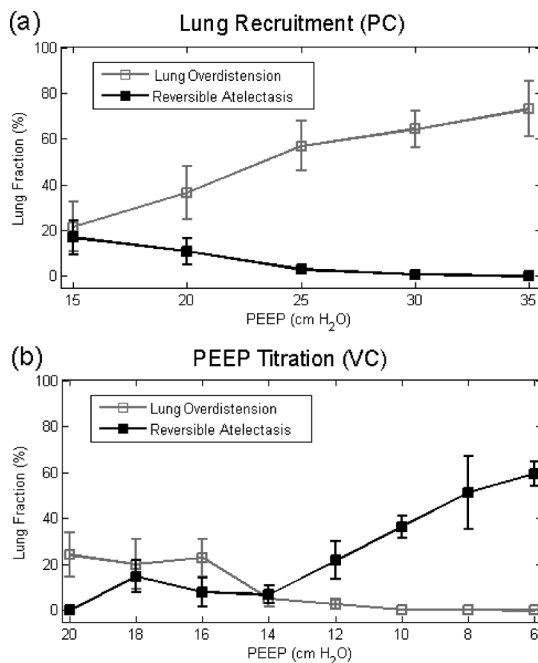 (a)
Lung Recruitment (PC)
100
80
60
40
20
0
Lung Fraction (%)
Lung Overdistension
Reversible Atelectasis
15 20 25 30 35
PEEP (cm H₂O)
(b)
PEEP Titration (VC)
100
80
60
40
20
0
Lung Fraction (%)
Lung Overdistension
Reversible Atelectasis
20 18 16 14 12 10 8 6
PEEP (cm H₂O)